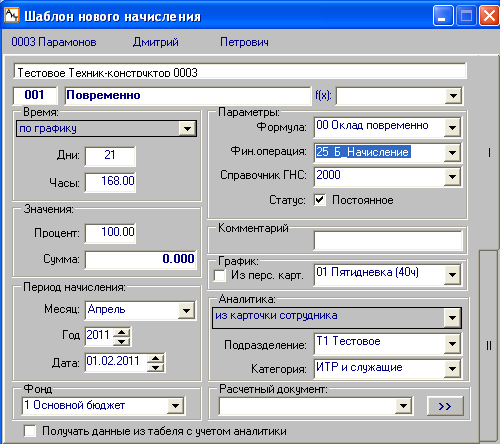 Шаблон нового начисления
0003 Парамонов Дмитрий Петрович
Тестовое Техник-конструктор 0003
001 Повременно f(x):
Время:
по графику
Дни: 21
Часы: 168.00
Значения:
Процент: 100.00
Сумма: 0.000
Период начисления:
Месяц: Апрель
Год 2011
Дата: 01.02.2011
Фонд
1 Основной бюджет
Параметры:
Формула: 00 Оклад повременно
Фин.операция: 25_Б_Начисление
Справочник ГНС: 2000
Статус: Постоянное
Комментарий
График:
Из перс. карт. 01 Пятидневка (40ч)
Аналитика:
из карточки сотрудника
Подразделение: Т1 Тестовое
Категория: ИТР и служащие
Расчетный документ:
>>
Получать данные из табеля с учетом аналитики
I
II